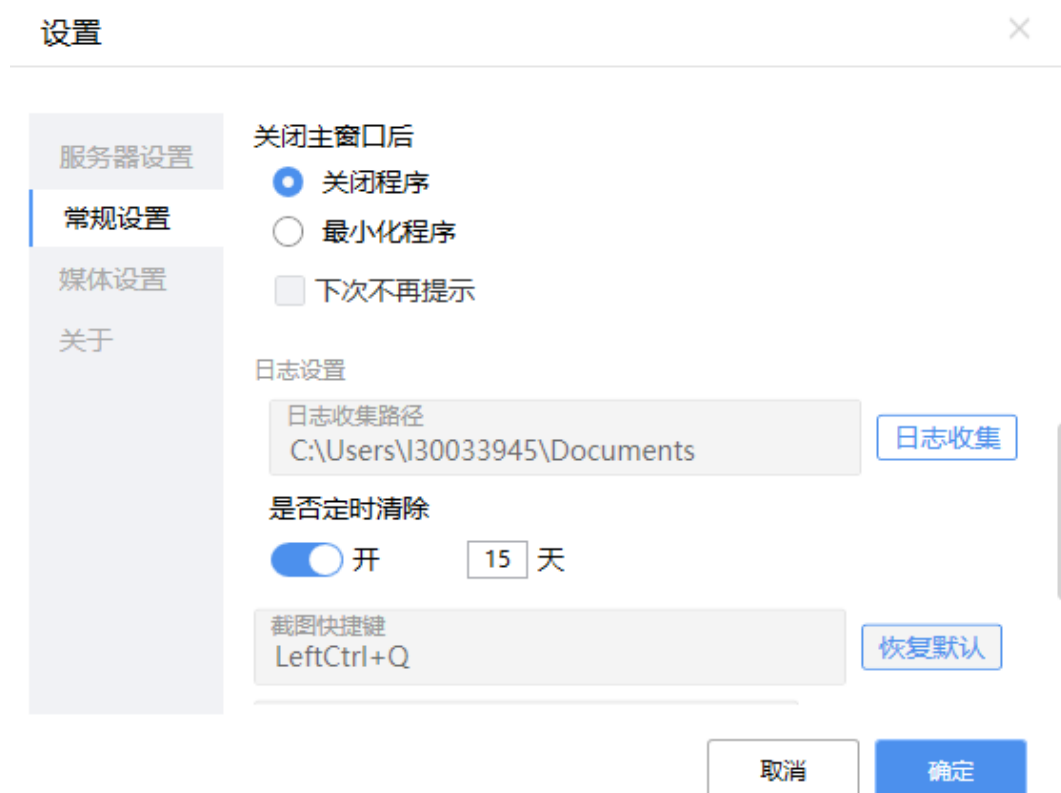 设置
服务器设置
常规设置
媒体设置
关于
关闭主窗口后
关闭程序
最小化程序
下次不再提示
日志设置
日志收集路径
C:\Users\l30033945\Documents
日志收集
是否定时清除
开 15 天
截图快捷键
LeftCtrl+Q
恢复默认
取消 确定